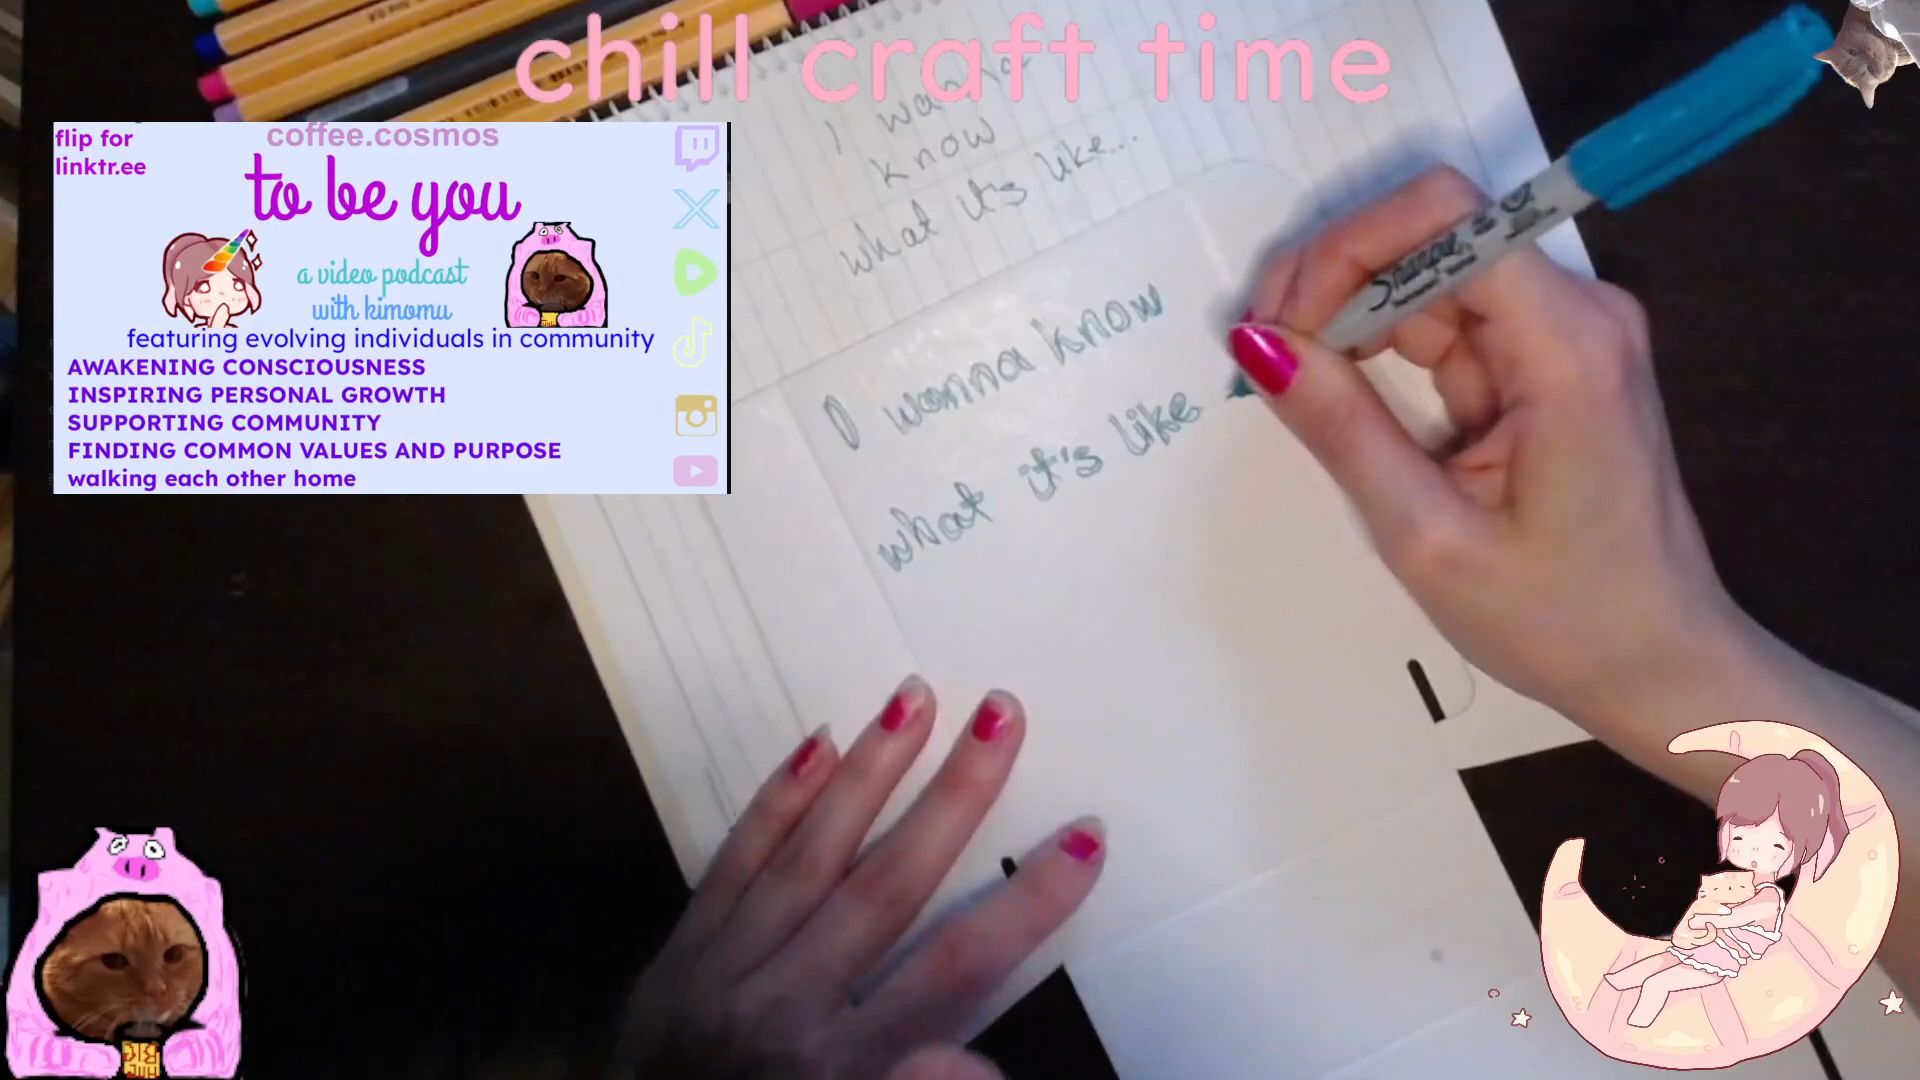 chill craft time
I wanna
know
what it's like...
flip for
linktr.ee
coffee.cosmos
to be you
a video podcast
with kimomu
featuring evolving individuals in community
AWAKENING CONSCIOUSNESS
INSPIRING PERSONAL GROWTH
SUPPORTING COMMUNITY
FINDING COMMON VALUES AND PURPOSE
walking each other home
I wanna know
what it's like
Sharpie